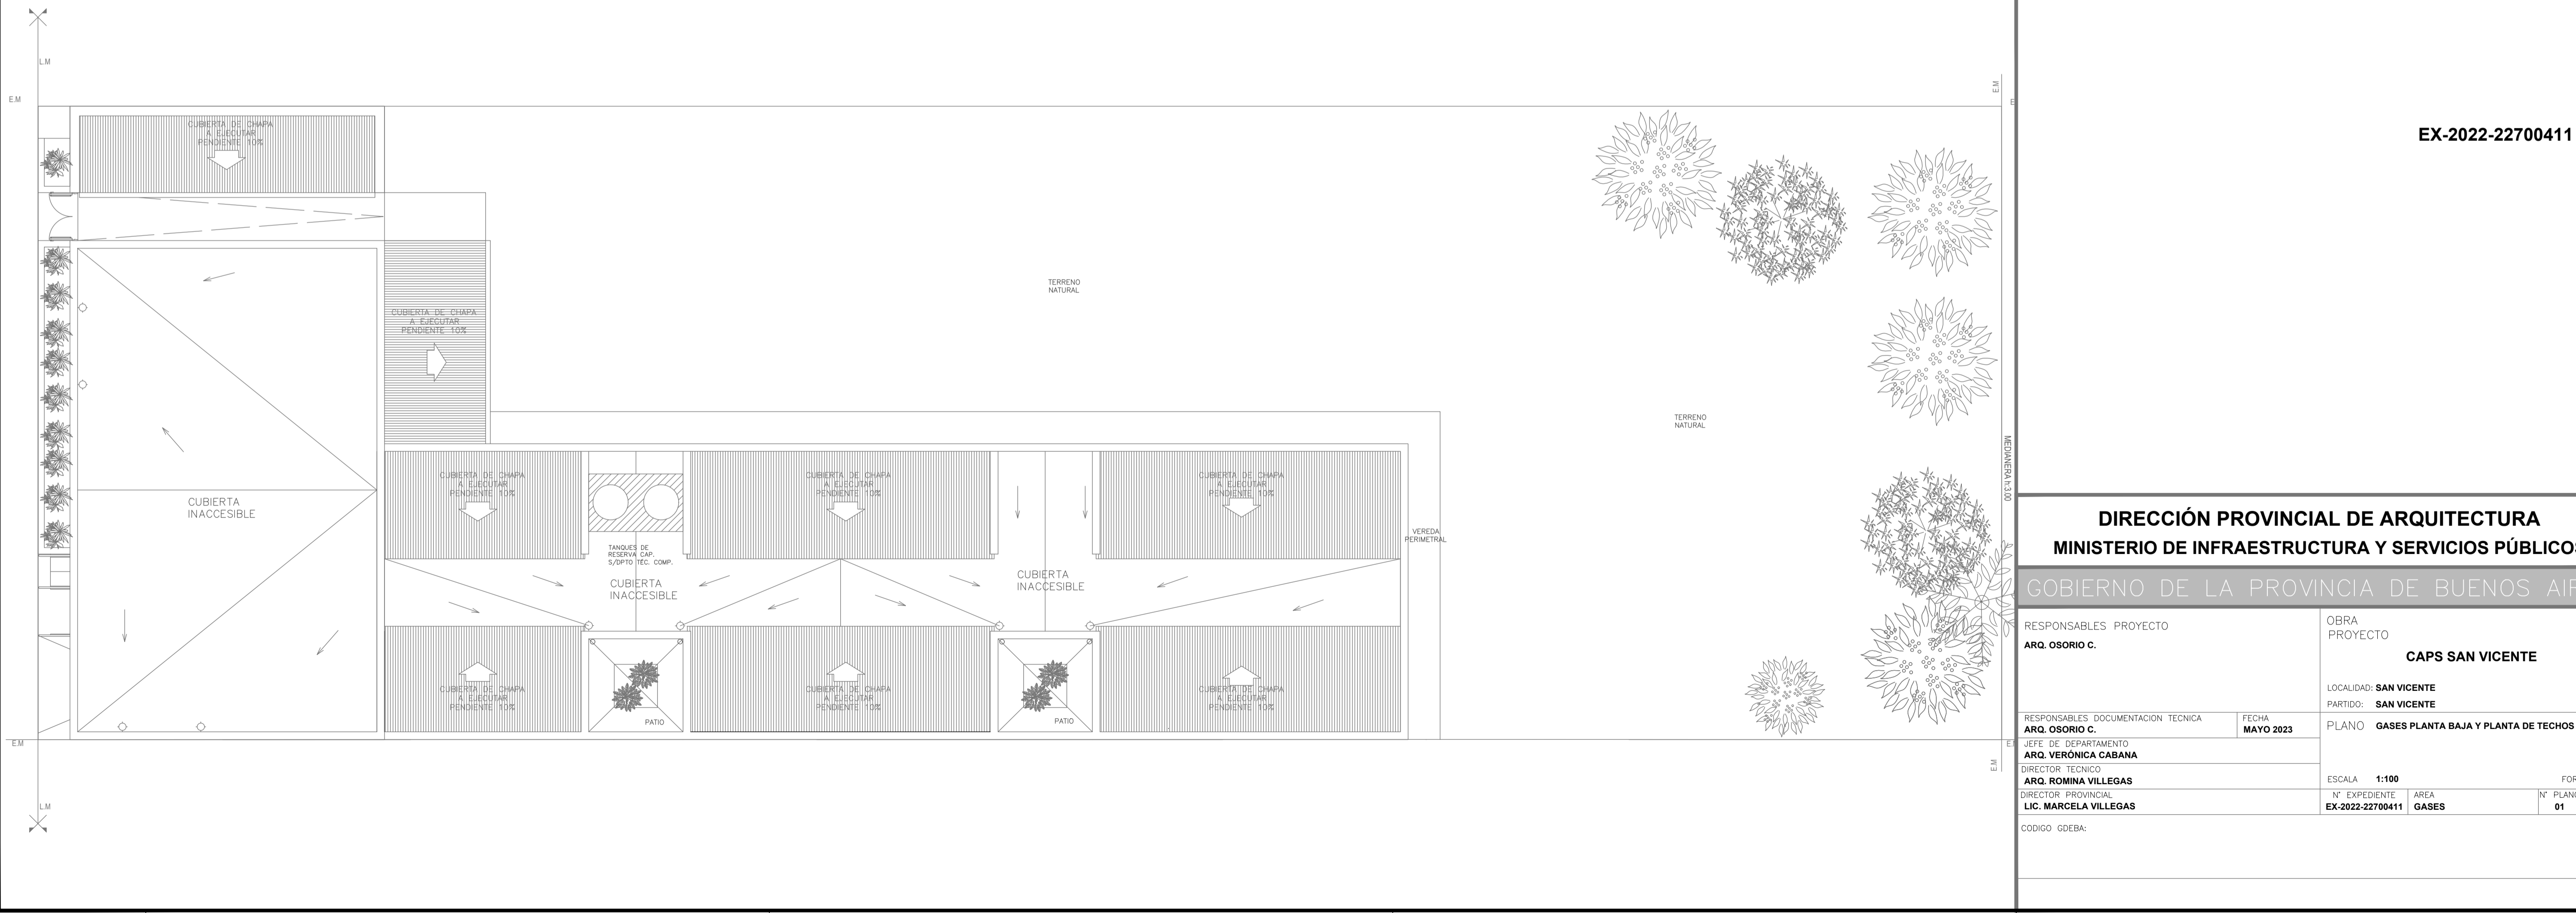 L.M
E.M
E.M
CUBIERTA DE CHAPA
A EJECUTAR
PENDIENTE 10%
EX-2022-22700411
TERRENO
NATURAL
CUBIERTA DE CHAPA
A EJECUTAR
PENDIENTE 10%
TERRENO
NATURAL
MEDIANERA h:3.00
CUBIERTA DE CHAPA
A EJECUTAR
PENDIENTE 10%
CUBIERTA DE CHAPA
A EJECUTAR
PENDIENTE 10%
CUBIERTA DE CHAPA
A EJECUTAR
PENDIENTE 10%
CUBIERTA
INACCESIBLE
VEREDA
PERIMETRAL
TANQUES DE
RESERVA CAP.
S/DPTO TÉC. COMP.
CUBIERTA
INACCESIBLE
CUBIERTA
INACCESIBLE
CUBIERTA DE CHAPA
A EJECUTAR
PENDIENTE 10%
PATIO
CUBIERTA DE CHAPA
A EJECUTAR
PENDIENTE 10%
PATIO
CUBIERTA DE CHAPA
A EJECUTAR
PENDIENTE 10%
E.M
E.M
L.M
DIRECCIÓN PROVINCIAL DE ARQUITECTURA
MINISTERIO DE INFRAESTRUCTURA Y SERVICIOS PÚBLICOS
GOBIERNO DE LA PROVINCIA DE BUENOS AIR
RESPONSABLES PROYECTO
ARQ. OSORIO C.
OBRA
PROYECTO
CAPS SAN VICENTE
LOCALIDAD: SAN VICENTE
PARTIDO: SAN VICENTE
RESPONSABLES DOCUMENTACION TECNICA
ARQ. OSORIO C.
FECHA
MAYO 2023
PLANO GASES PLANTA BAJA Y PLANTA DE TECHOS
JEFE DE DEPARTAMENTO
ARQ. VERÓNICA CABANA
DIRECTOR TECNICO
ARQ. ROMINA VILLEGAS
ESCALA 1:100
FOR
DIRECTOR PROVINCIAL
LIC. MARCELA VILLEGAS
N° EXPEDIENTE
EX-2022-22700411
AREA
GASES
N° PLANO
01
CODIGO GDEBA: